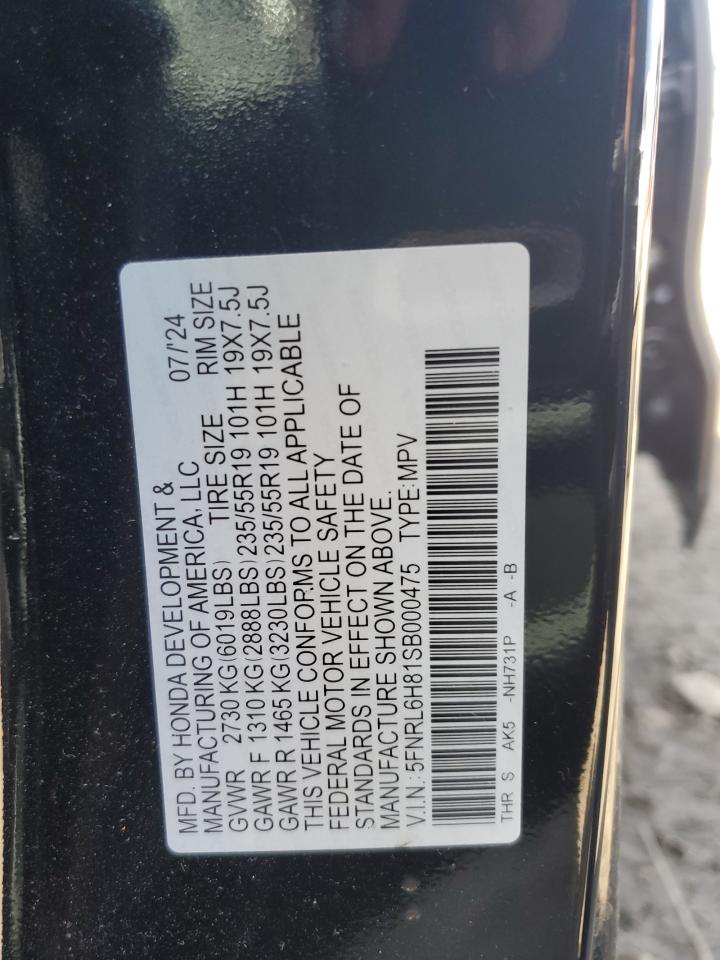 MFD. BY HONDA DEVELOPMENT &
MANUFACTURING OF AMERICA, LLC 07/'24
GVWR 2730 KG(6019LBS) TIRE SIZE RIM SIZE
GAWR F 1310 KG(2888LBS)235/55R19 101H 19X7.5J
GAWR R 1465 KG(3230LBS)235/55R19 101H 19X7.5J
THIS VEHICLE CONFORMS TO ALL APPLICABLE
FEDERAL MOTOR VEHICLE SAFETY
STANDARDS IN EFFECT ON THE DATE OF
MANUFACTURE SHOWN ABOVE.
V.I.N.:5FNRL6H81SB000475 TYPE:MPV
THR S AK5 -NH731P -A -B